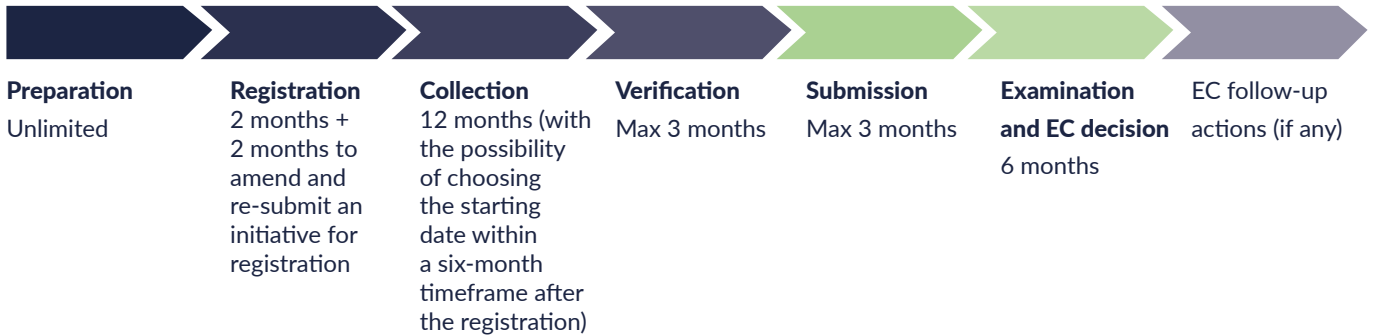 Preparation
Unlimited
Registration
2 months +
2 months to
amend and
re-submit an
initiative for
registration
Collection
12 months (with
the possibility
of choosing
the starting
date within
a six-month
timeframe after
the registration)
Verification
Max 3 months
Submission
Max 3 months
Examination
and EC decision
6 months
EC follow-up
actions (if any)